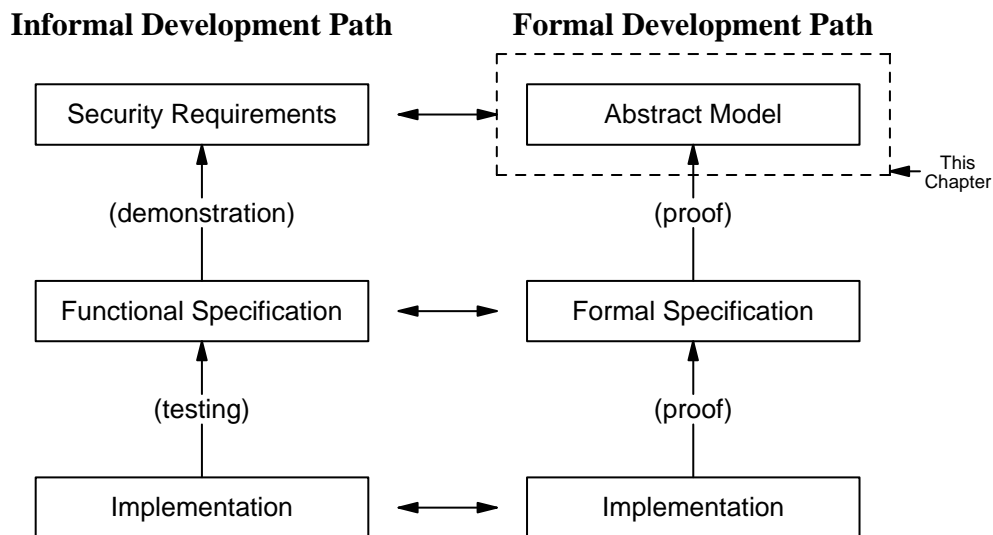 Informal Development Path
Formal Development Path
Security Requirements
Abstract Model
This
Chapter
(demonstration)
(proof)
Functional Specification
Formal Specification
(testing)
(proof)
Implementation
Implementation